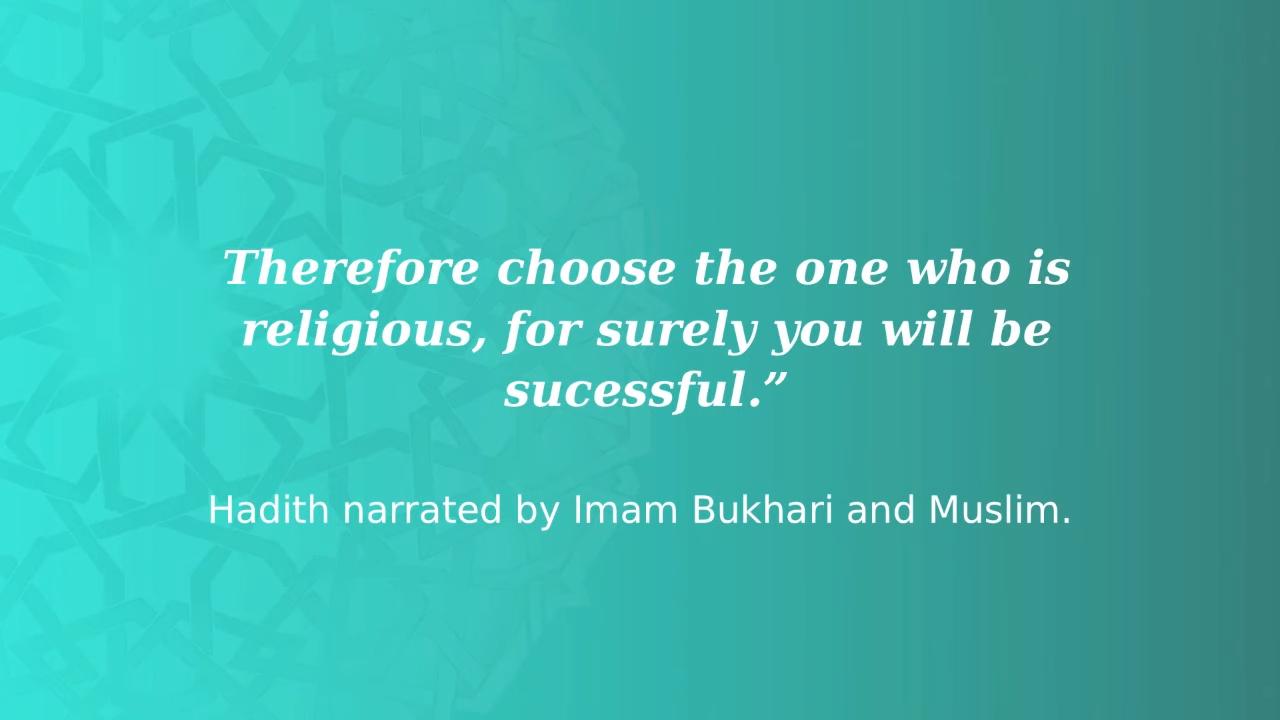 Therefore choose the one who is
religious, for surely you will be
sucessful.”
Hadith narrated by Imam Bukhari and Muslim.